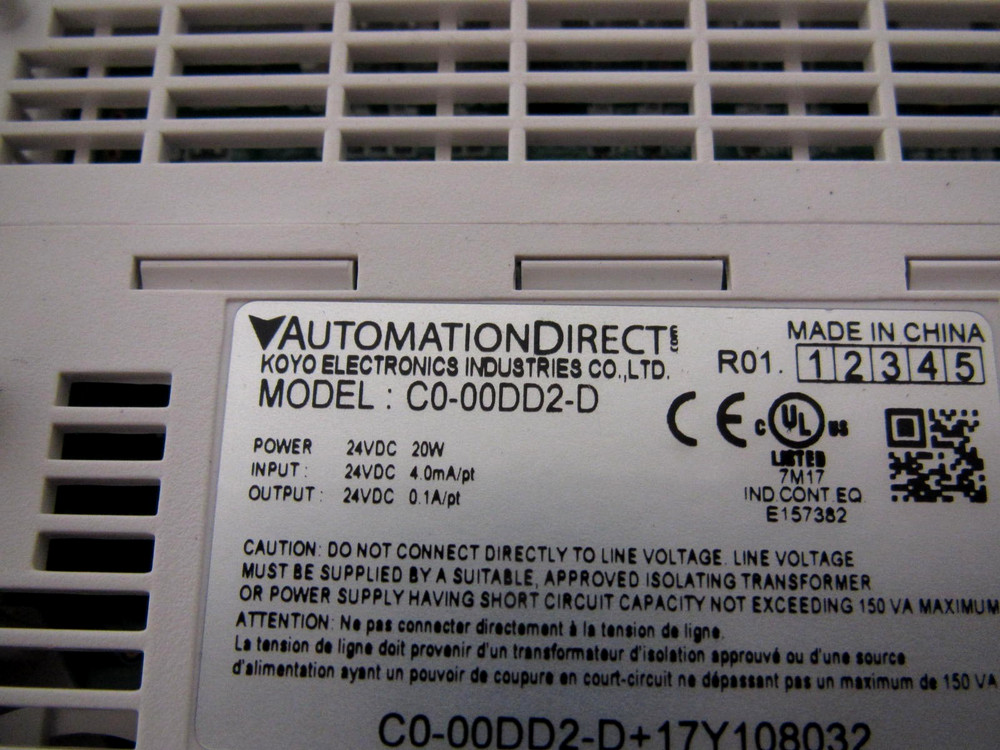 AUTOMATIONDIRECT.com
KOYO ELECTRONICS INDUSTRIES CO.,LTD.
MODEL : C0-00DD2-D
MADE IN CHINA
R01. 1 2 3 4 5
POWER 24VDC 20W
INPUT : 24VDC 4.0mA/pt
OUTPUT : 24VDC 0.1A/pt
CE c UL us
LISTED
7M17
IND.CONT.EQ.
E157382
CAUTION: DO NOT CONNECT DIRECTLY TO LINE VOLTAGE. LINE VOLTAGE
MUST BE SUPPLIED BY A SUITABLE, APPROVED ISOLATING TRANSFORMER
OR POWER SUPPLY HAVING SHORT CIRCUIT CAPACITY NOT EXCEEDING 150 VA MAXIMUM
ATTENTION: Ne pas connecter directement à la tension de ligne.
La tension de ligne doit provenir d'un transformateur d'isolation approuvé ou d'une source
d'alimentation ayant un pouvoir de coupure en court-circuit ne dépassant pas un maximum de 150 VA
C0-00DD2-D+17Y108032